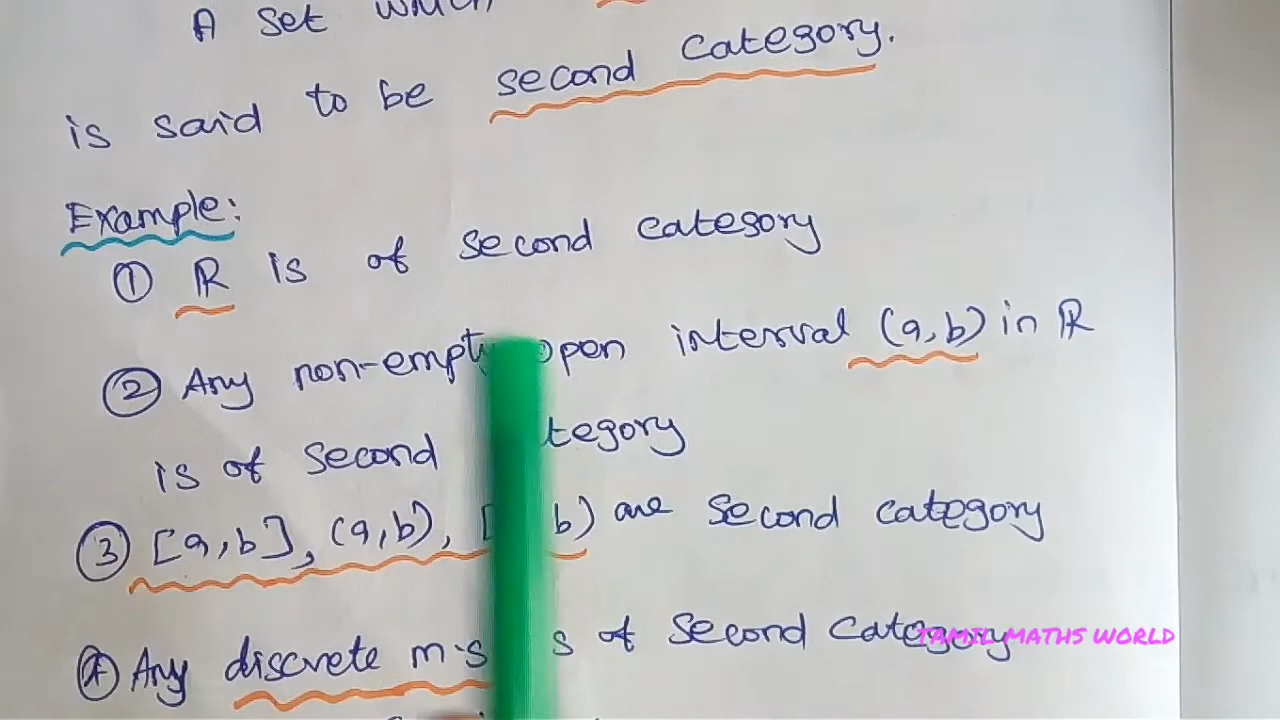 A set which
is said to be second category.
Example:
① ℝ is of second category
② Any non-empty open interval (a,b) in ℝ
is of second tegory
③ [a,b], (a,b), [ b) are second category
④ Any discrete m.s s of second category
TAMIL MATHS WORLD